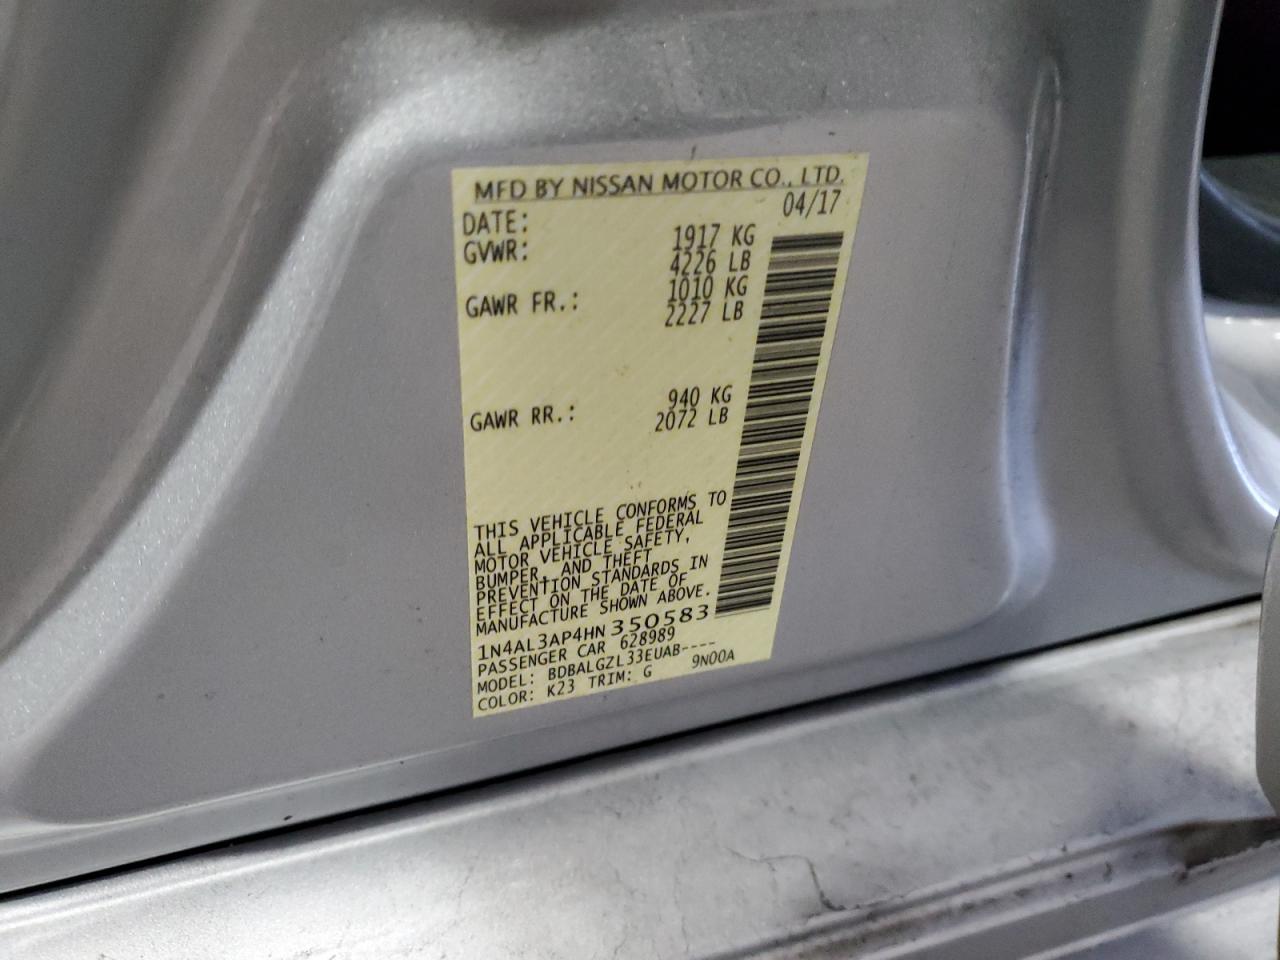 MFD BY NISSAN MOTOR CO., LTD.
DATE: 04/17
GVWR: 1917 KG
4226 LB
GAWR FR.: 1010 KG
2227 LB
GAWR RR.: 940 KG
2072 LB
THIS VEHICLE CONFORMS TO
ALL APPLICABLE FEDERAL
MOTOR VEHICLE SAFETY,
BUMPER, AND THEFT
PREVENTION STANDARDS IN
EFFECT ON THE DATE OF
MANUFACTURE SHOWN ABOVE.
1N4AL3AP4HN350583
PASSENGER CAR 628989
MODEL: BDBALGZL33EUAB----
COLOR: K23 TRIM: G 9N00A